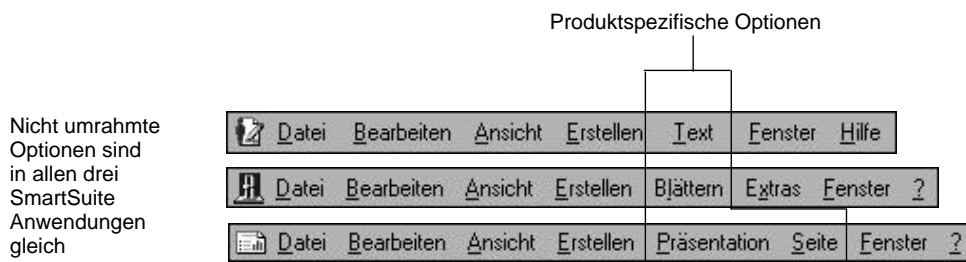 Produktspezifische Optionen
Nicht umrahmte
Optionen sind
in allen drei
SmartSuite
Anwendungen
gleich
Datei Bearbeiten Ansicht Erstellen Text Fenster Hilfe
Datei Bearbeiten Ansicht Erstellen Blättern Extras Fenster ?
Datei Bearbeiten Ansicht Erstellen Präsentation Seite Fenster ?